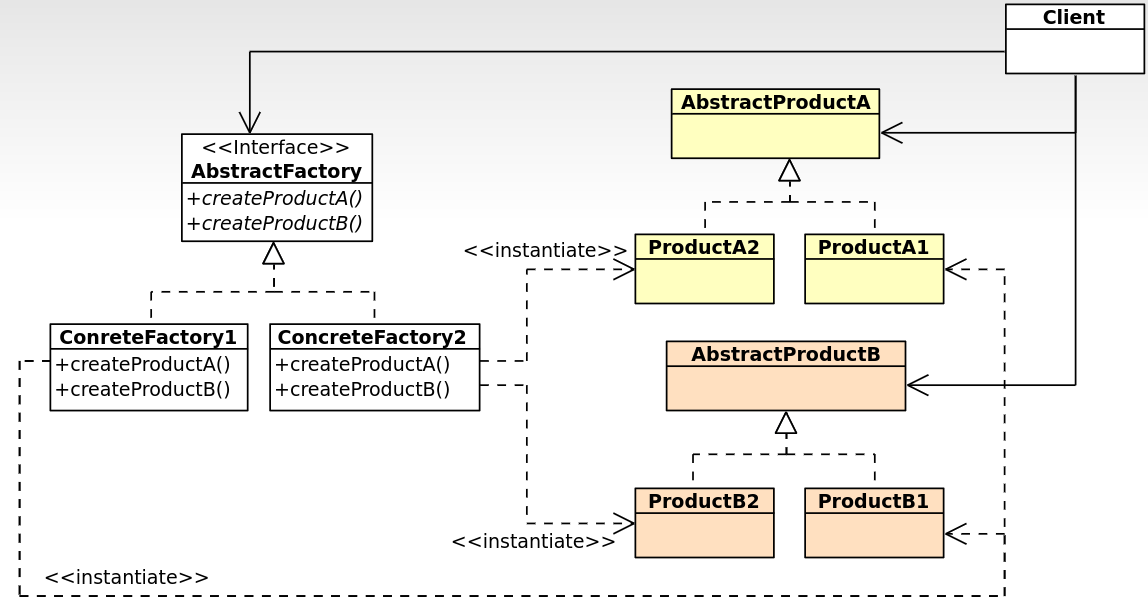 Client
AbstractProductA
<<Interface>>
AbstractFactory
+createProductA()
+createProductB()
<<instantiate>>
ProductA2
ProductA1
ConreteFactory1
+createProductA()
+createProductB()
ConcreteFactory2
+createProductA()
+createProductB()
AbstractProductB
ProductB2
ProductB1
<<instantiate>>
<<instantiate>>